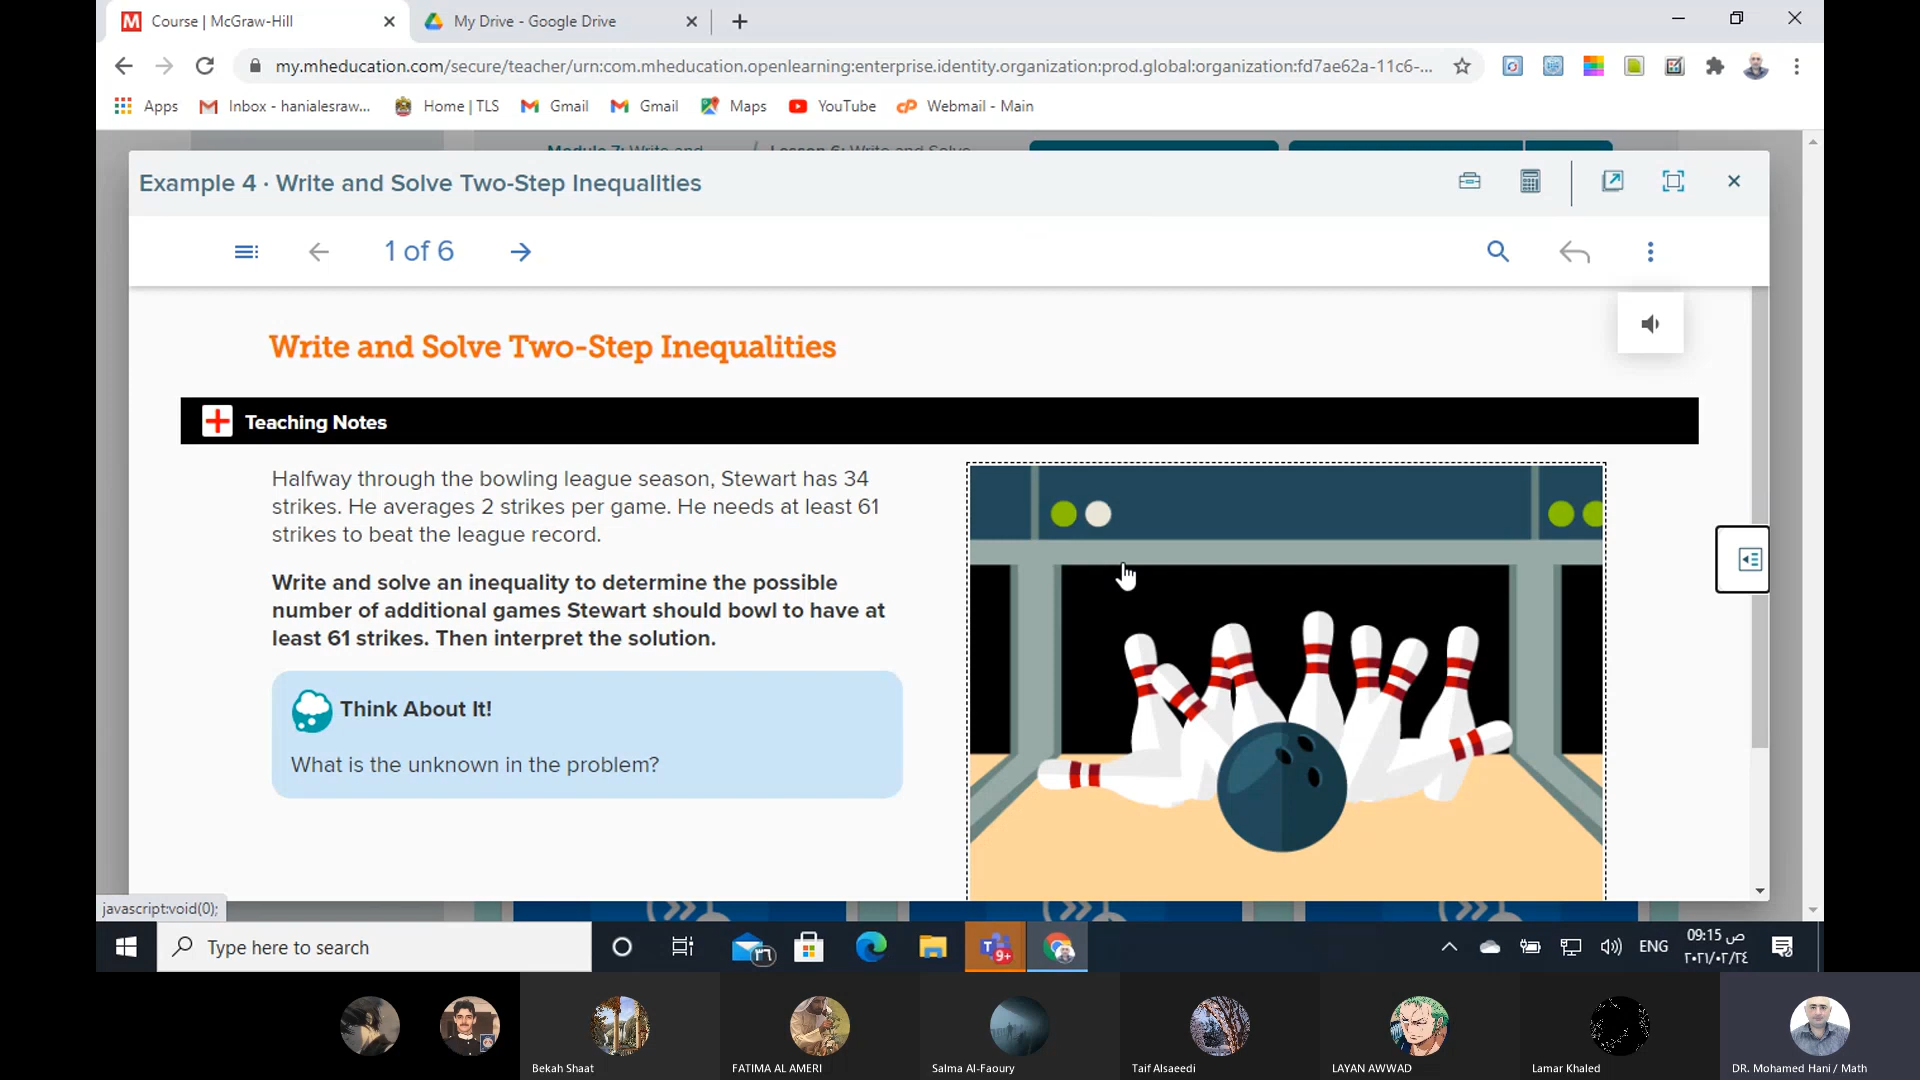 Course | McGraw-Hill
My Drive - Google Drive
my.mheducation.com/secure/teacher/urn:com.mheducation.openlearning:enterprise.identity.organization:prod.global:organization:fd7ae62a-11c6-...
Apps
Inbox - hanialesraw...
Home | TLS
Gmail
Gmail
Maps
YouTube
Webmail - Main
Example 4 · Write and Solve Two-Step Inequalities
1 of 6
Write and Solve Two-Step Inequalities
Teaching Notes
Halfway through the bowling league season, Stewart has 34
strikes. He averages 2 strikes per game. He needs at least 61
strikes to beat the league record.
Write and solve an inequality to determine the possible
number of additional games Stewart should bowl to have at
least 61 strikes. Then interpret the solution.
Think About It!
What is the unknown in the problem?
javascript:void(0);
Type here to search
٣٦
9+
ENG
09:15 ص
٢٠٢١/٠٢/٢٤
Bekah Shaat
FATIMA AL AMERI
Salma Al-Faoury
Taif Alsaeedi
LAYAN AWWAD
Lamar Khaled
DR. Mohamed Hani / Math